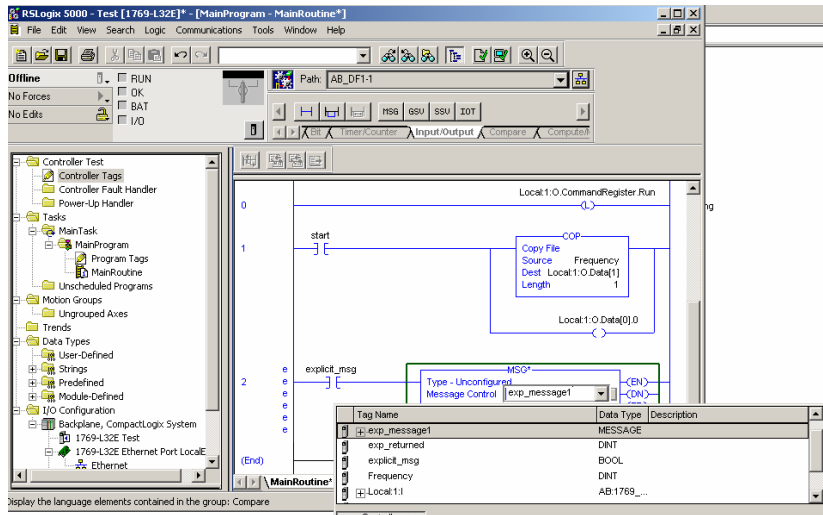 RSLogix 5000 - Test [1769-L32E]* - [MainProgram - MainRoutine*]
File Edit View Search Logic Communications Tools Window Help
Offline
RUN
No Forces
OK
BAT
No Edits
I/O
Path: AB_DF1-1
MSG GSV SSV IOT
Bit Timer/Counter Input/Output Compare
Controller Test
Controller Tags
Controller Fault Handler
Power-Up Handler
Tasks
MainTask
MainProgram
Program Tags
MainRoutine
Unscheduled Programs
Motion Groups
Ungrouped Axes
Trends
Data Types
User-Defined
Strings
Predefined
Module-Defined
I/O Configuration
Backplane, CompactLogix System
1769-L32E Test
1769-L32E Ethernet Port LocalE
Ethernet
Local:1:O.CommandRegister.Run
0
(L)
start
COP
1
Copy File
Source Frequency
Dest Local:1:O.Data[1]
Length 1
Local:1:O.Data[0].0
e
explicit_msg
MSG*
2
e
Type - Unconfigured
(EN)
e
Message Control exp_message1
(DN)
e
e
e
(End)
MainRoutine*
Tag Name Data Type Description
exp_message1 MESSAGE
exp_returned DINT
explicit_msg BOOL
Frequency DINT
Local:1:I AB:1769_...
Display the language elements contained in the group: Compare
ng